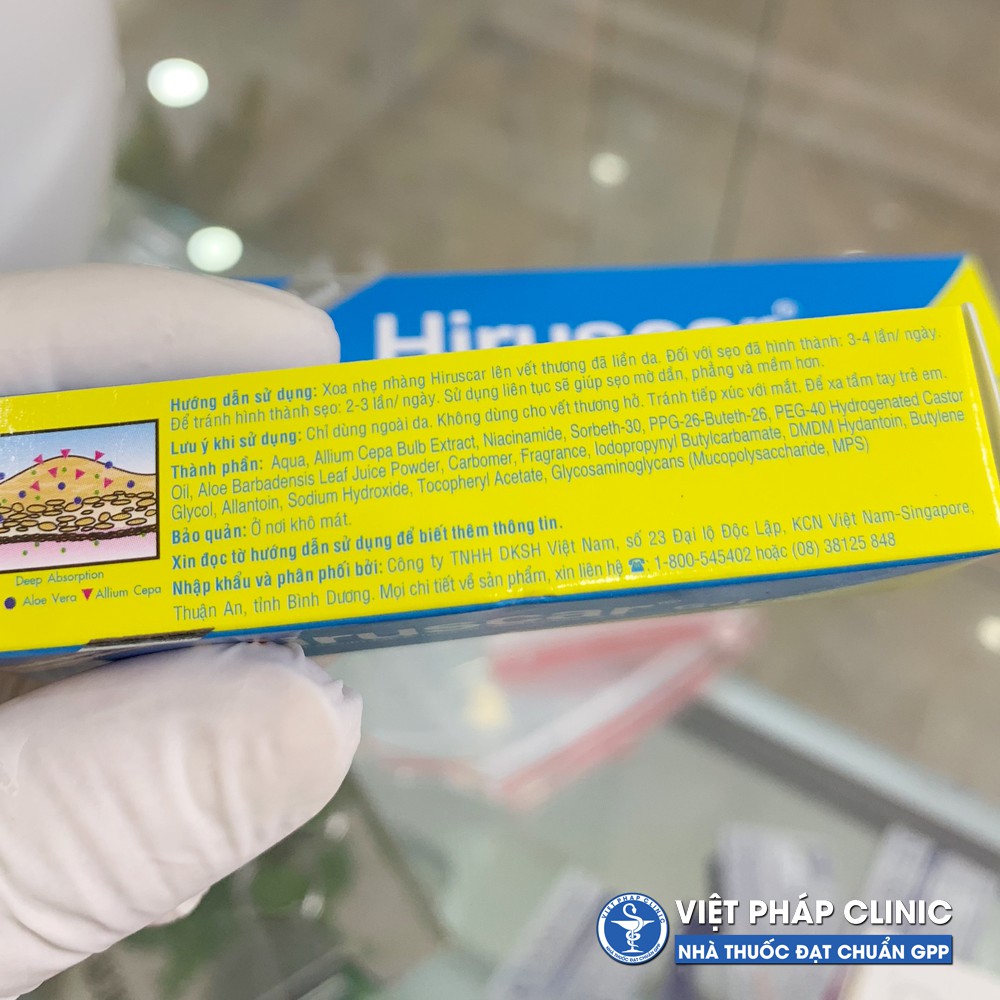 Hiruscar®
Hướng dẫn sử dụng: Xoa nhẹ nhàng Hiruscar lên vết thương đã liền da. Đối với sẹo đã hình thành: 3-4 lần/ ngày.
Để tránh hình thành sẹo: 2-3 lần/ ngày. Sử dụng liên tục sẽ giúp sẹo mờ dần, phẳng và mềm hơn.
Lưu ý khi sử dụng: Chỉ dùng ngoài da. Không dùng cho vết thương hở. Tránh tiếp xúc với mắt. Để xa tầm tay trẻ em.
Thành phần: Aqua, Allium Cepa Bulb Extract, Niacinamide, Sorbeth-30, PPG-26-Buteth-26, PEG-40 Hydrogenated Castor
Oil, Aloe Barbadensis Leaf Juice Powder, Carbomer, Fragrance, Iodopropynyl Butylcarbamate, DMDM Hydantoin, Butylene
Glycol, Allantoin, Sodium Hydroxide, Tocopheryl Acetate, Glycosaminoglycans (Mucopolysaccharide, MPS)
Bảo quản: Ở nơi khô mát.
Xin đọc tờ hướng dẫn sử dụng để biết thêm thông tin.
Nhập khẩu và phân phối bởi: Công ty TNHH DKSH Việt Nam, số 23 Đại lộ Độc Lập, KCN Việt Nam-Singapore,
Thuận An, tỉnh Bình Dương. Mọi chi tiết về sản phẩm, xin liên hệ ☎: 1-800-545402 hoặc (08) 38125 848
Deep Absorption
Aloe Vera Allium Cepa
VIỆT PHÁP CLINIC
NHÀ THUỐC ĐẠT CHUẨN GPP
VIỆT PHÁP CLINIC
NHÀ THUỐC ĐẠT CHUẨN GPP